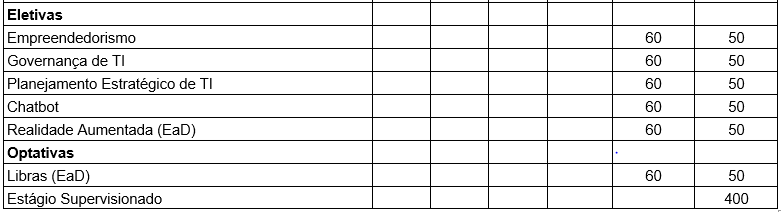 Eletivas
Empreendedorismo 60 50
Governança de TI 60 50
Planejamento Estratégico de TI 60 50
Chatbot 60 50
Realidade Aumentada (EaD) 60 50
Optativas
Libras (EaD) 60 50
Estágio Supervisionado 400